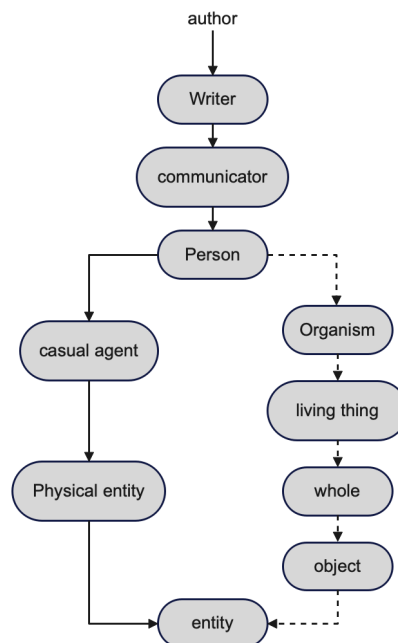 author
Writer
communicator
Person
casual agent
Physical entity
Organism
living thing
whole
object
entity